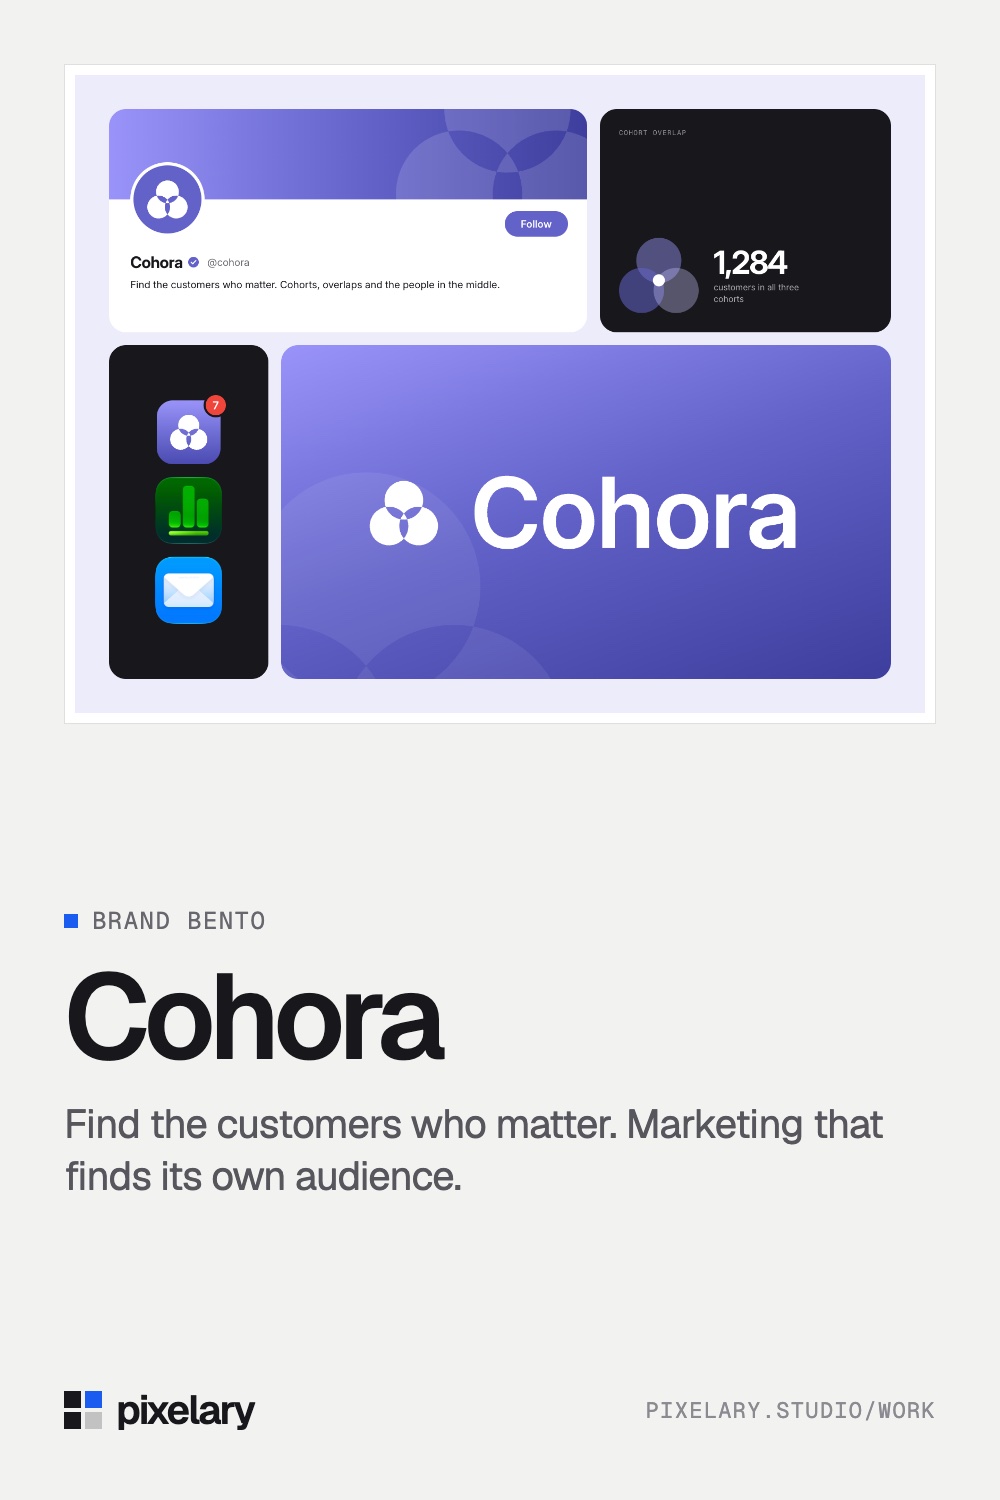 Follow
Cohora @cohora
Find the customers who matter. Cohorts, overlaps and the people in the middle.
COHORT OVERLAP
1,284
customers in all three
cohorts
7
Cohora
BRAND BENTO
Cohora
Find the customers who matter. Marketing that
finds its own audience.
pixelary
PIXELARY.STUDIO/WORK